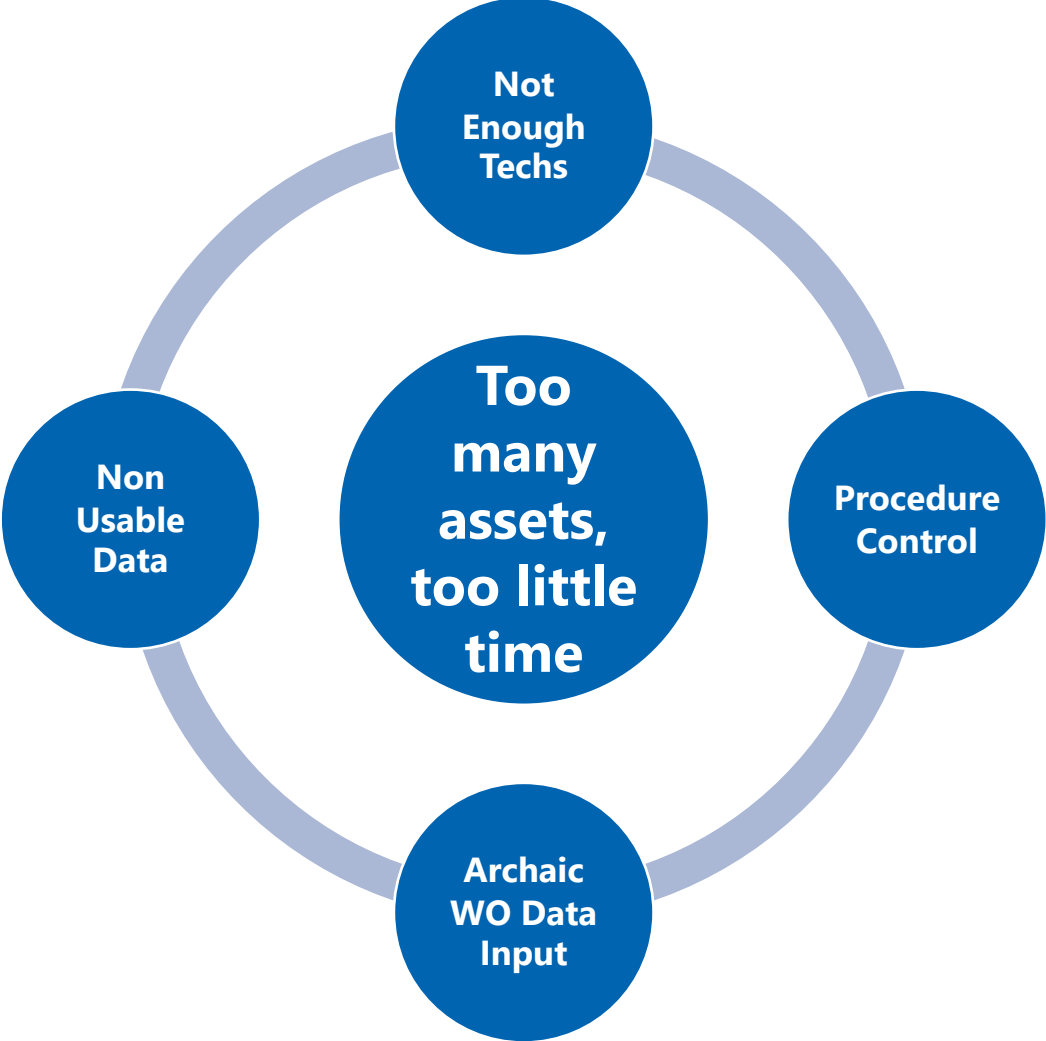 Not
Enough
Techs
Too
many
assets,
too little
time
Non
Usable
Data
Procedure
Control
Archaic
WO Data
Input